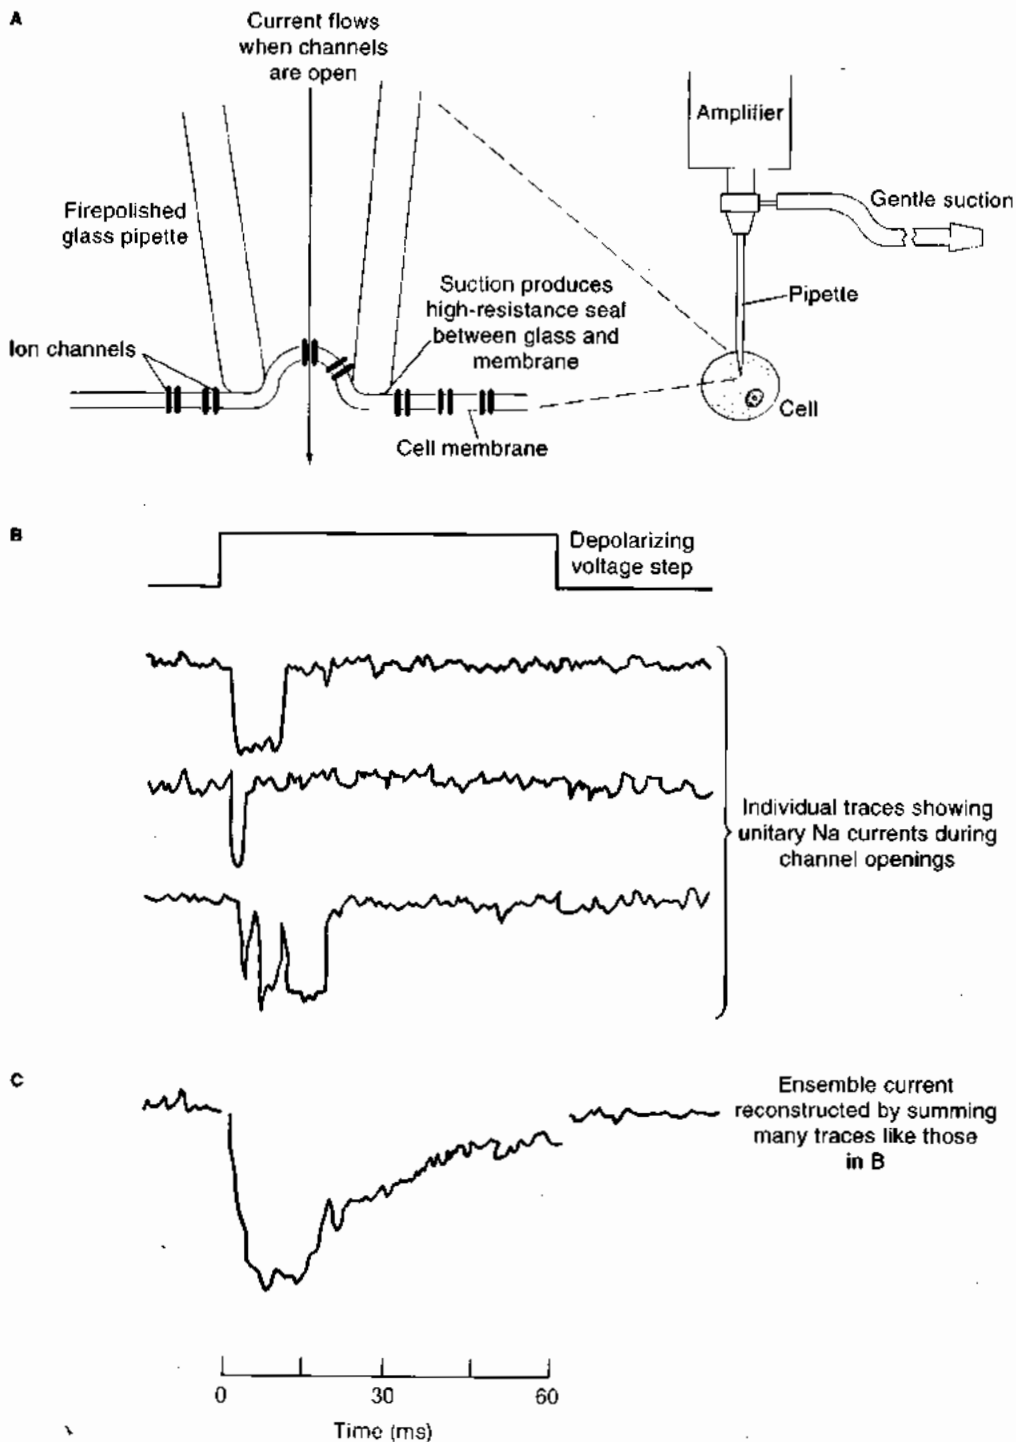 A
Current flows
when channels
are open
Amplifier
Gentle suction
Firepolished
glass pipette
Suction produces
high-resistance seal
between glass and
membrane
Pipette
Ion channels
Cell
Cell membrane
B
Depolarizing
voltage step
Individual traces showing
unitary Na currents during
channel openings
C
Ensemble current
reconstructed by summing
many traces like those
in B
0 30 60
Time (ms)